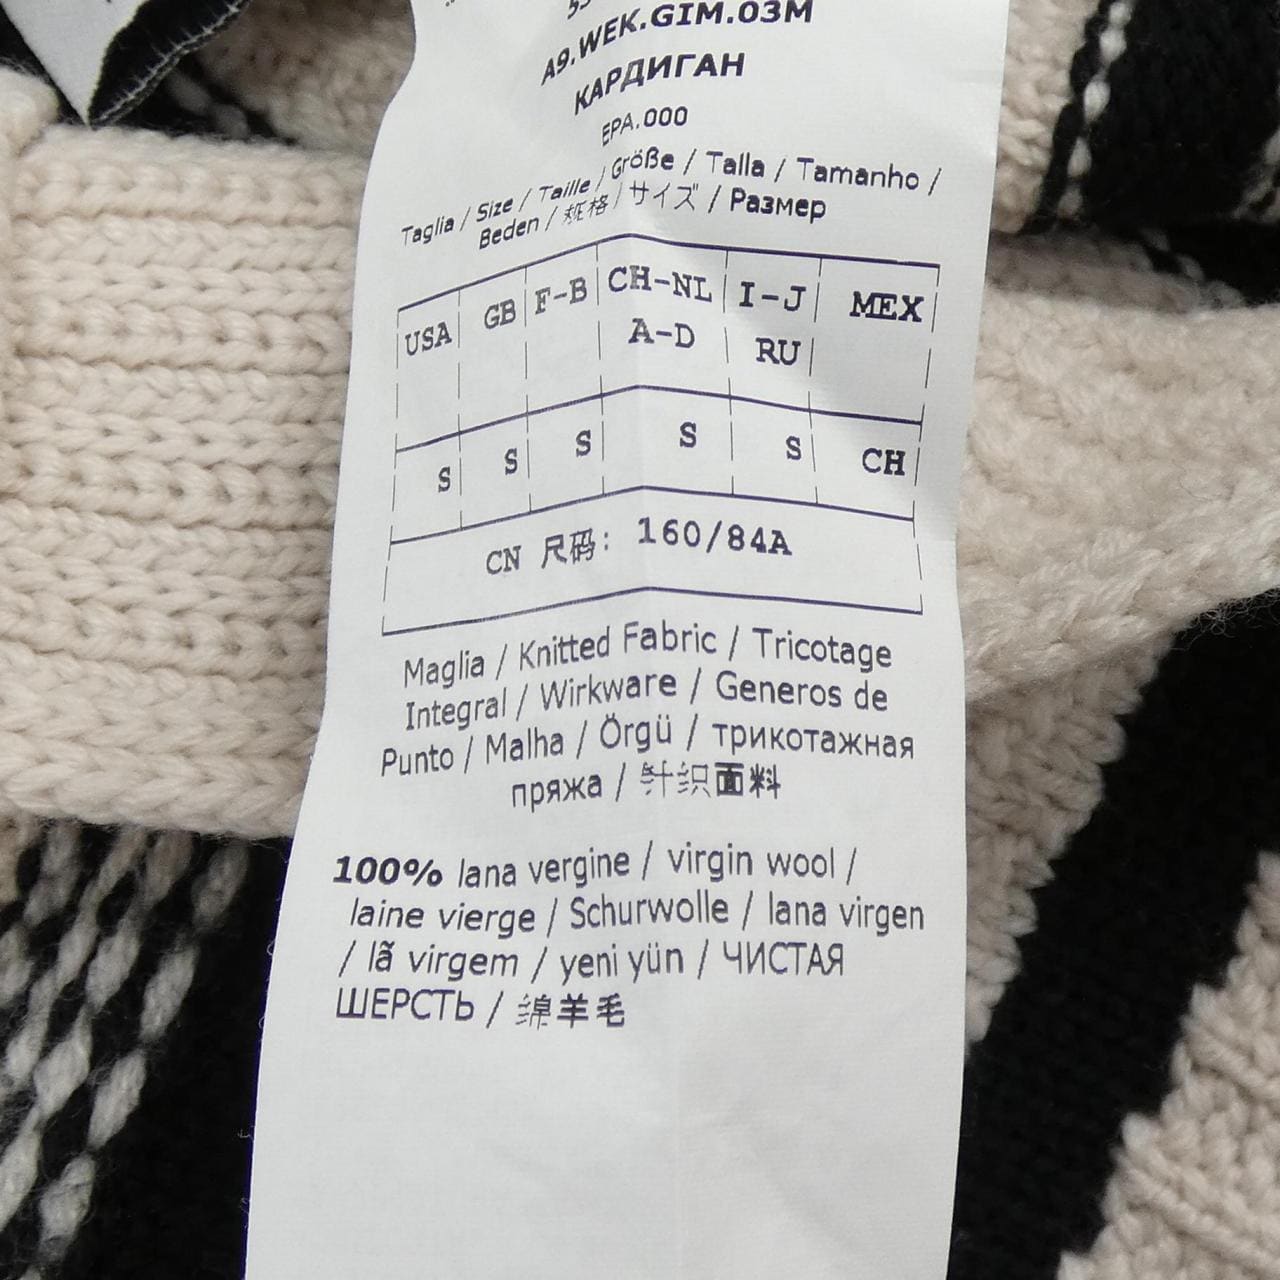 A9.WEK.GIM.03M
КАРДИГАН
EPA.000
Taglia / Size / Taille / Größe / Talla / Tamanho /
Beden / 规格 / サイズ / Размер
USA GB F-B CH-NL I-J MEX
A-D RU
S S S S S CH
CN 尺码: 160/84A
Maglia / Knitted Fabric / Tricotage
Integral / Wirkware / Generos de
Punto / Malha / Örgü / трикотажная
пряжа / 针织面料
100% lana vergine / virgin wool /
laine vierge / Schurwolle / lana virgen
/ lã virgem / yeni yün / ЧИСТАЯ
ШЕРСТЬ / 绵羊毛